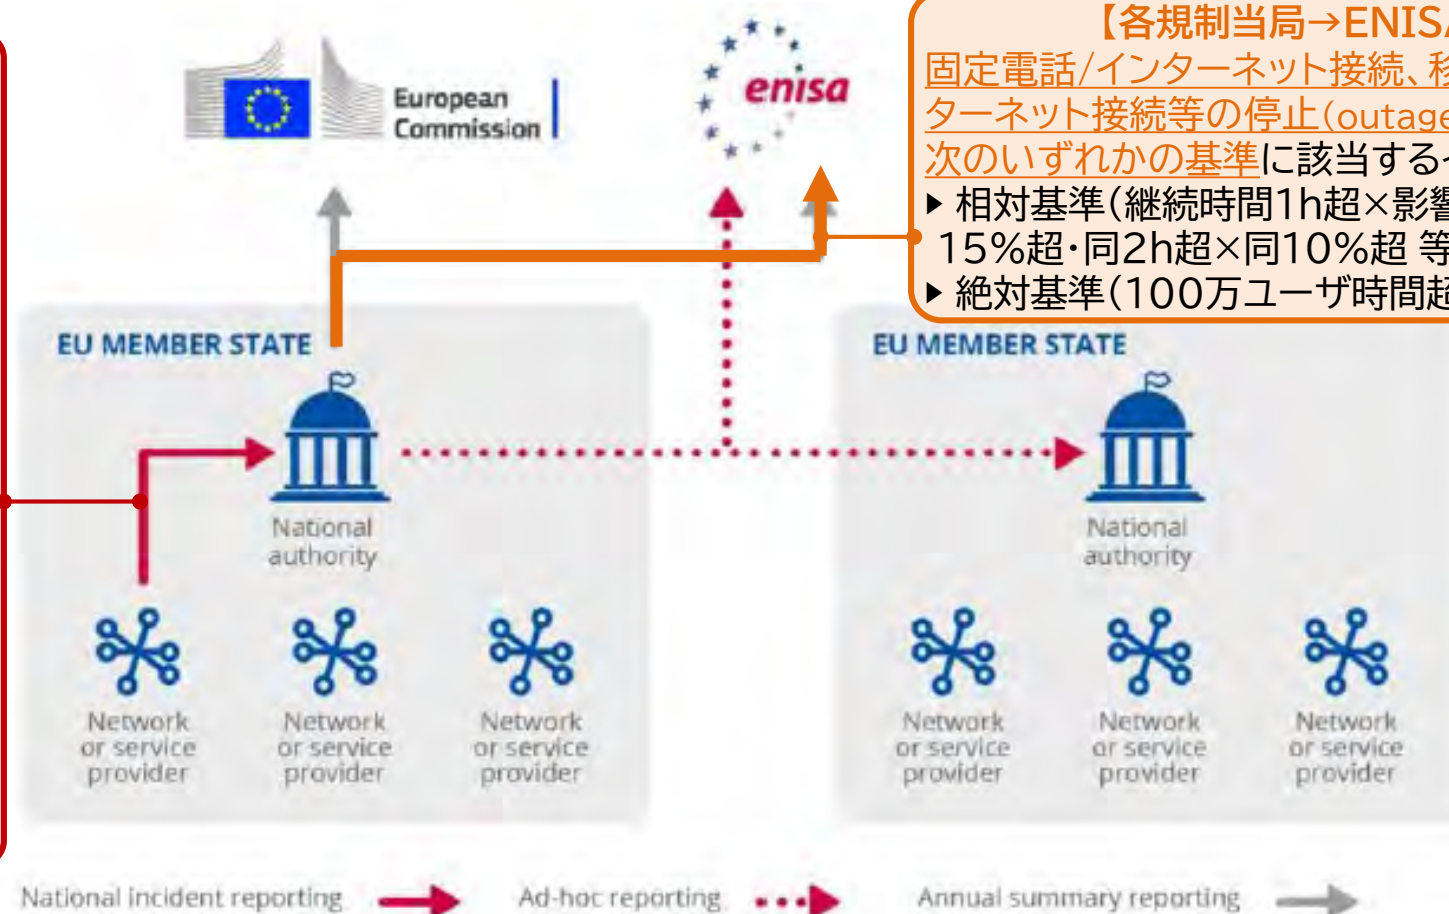 European
Commission
enisa
【各規制当局→ENISA
固定電話/インターネット接続、移
ターネット接続等の停止(outage
次のいずれかの基準に該当する
▶ 相対基準(継続時間1h超×影響
15%超・同2h超×同10%超 等
▶ 絶対基準(100万ユーザ時間超
EU MEMBER STATE
EU MEMBER STATE
National
authority
National
authority
Network
or service
provider
Network
or service
provider
Network
or service
provider
Network
or service
provider
Network
or service
provider
Network
or service
provider
National incident reporting
Ad-hoc reporting
Annual summary reporting